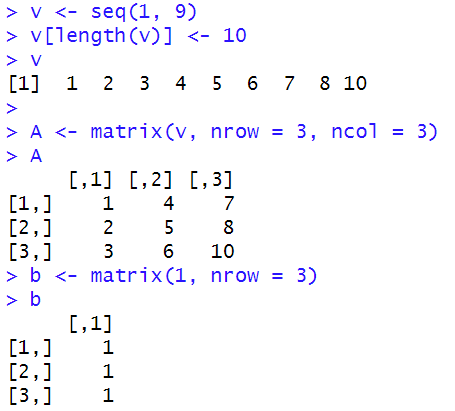 > v <- seq(1, 9)
> v[length(v)] <- 10
> v
[1]  1  2  3  4  5  6  7  8 10
>
> A <- matrix(v, nrow = 3, ncol = 3)
> A
     [,1] [,2] [,3]
[1,]    1    4    7
[2,]    2    5    8
[3,]    3    6   10
> b <- matrix(1, nrow = 3)
> b
     [,1]
[1,]    1
[2,]    1
[3,]    1